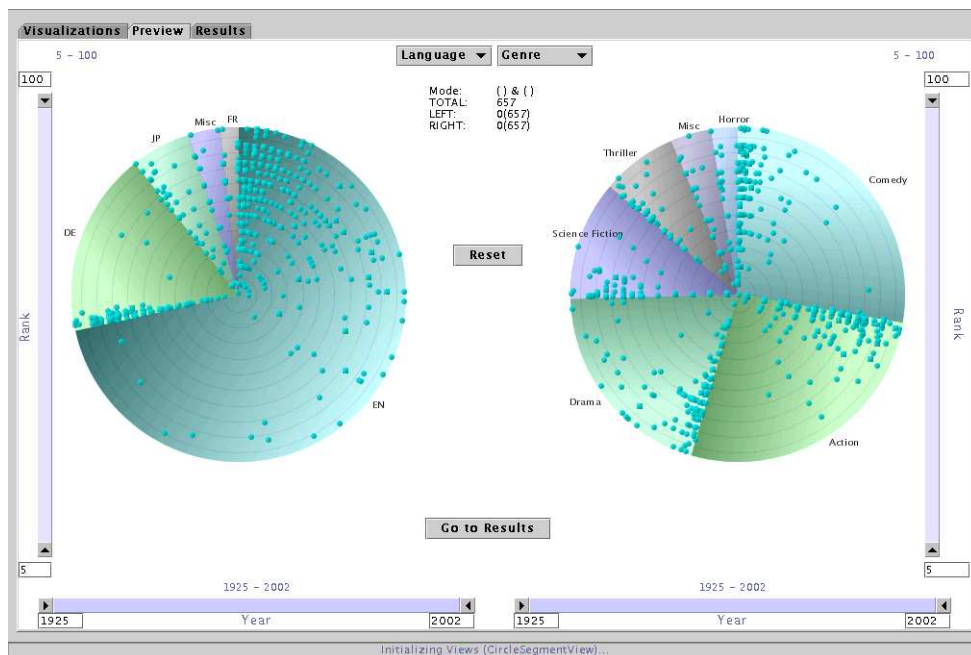 Visualizations Preview Results
5 - 100
Language Genre
5 - 100
100
100
Mode: ( ) & ( )
TOTAL: 657
LEFT: 0(657)
RIGHT: 0(657)
FR
Misc
JP
DE
EN
Horror
Misc
Thriller
Comedy
Science Fiction
Drama
Action
Reset
Rank
Rank
Go to Results
5
5
1925 - 2002
1925 - 2002
1925 Year 2002
1925 Year 2002
Initializing Views (CircleSegmentView)...